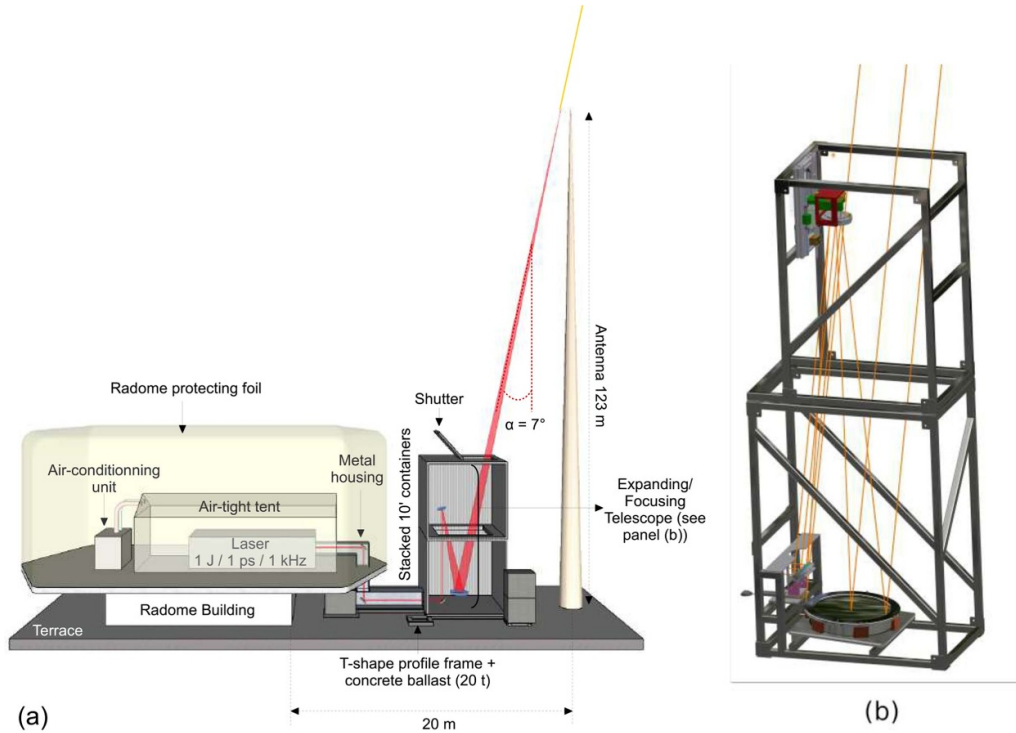 Radome protecting foil
Air-conditionning
unit
Air-tight tent
Laser
1 J / 1 ps / 1 kHz
Metal
housing
Radome Building
Terrace
Stacked 10' containers
Shutter
α = 7°
Antenna 123 m
Expanding/
Focusing
Telescope (see
panel (b))
T-shape profile frame +
concrete ballast (20 t)
20 m
(a)
(b)